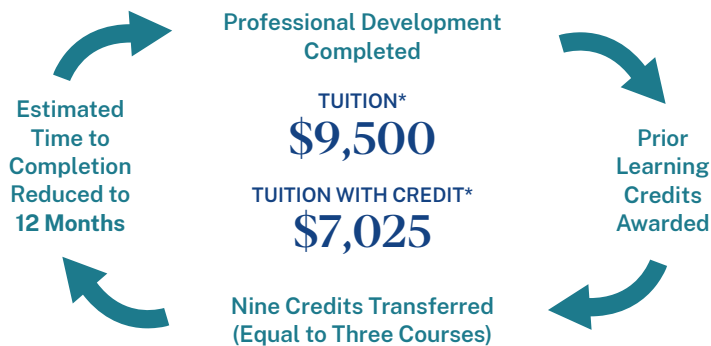 Professional Development
Completed
TUITION*
$9,500
TUITION WITH CREDIT*
$7,025
Prior
Learning
Credits
Awarded
Nine Credits Transferred
(Equal to Three Courses)
Estimated
Time to
Completion
Reduced to
12 Months